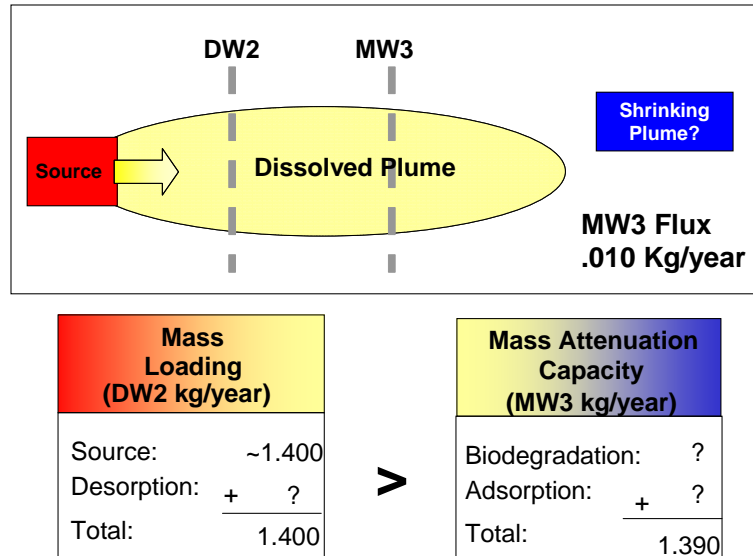 DW2
MW3
Shrinking
Plume?
Source
Dissolved Plume
MW3 Flux
.010 Kg/year
Mass
Loading
(DW2 kg/year)
Source: ~1.400
Desorption: + ?
Total: 1.400
>
Mass Attenuation
Capacity
(MW3 kg/year)
Biodegradation: ?
Adsorption: + ?
Total: 1.390